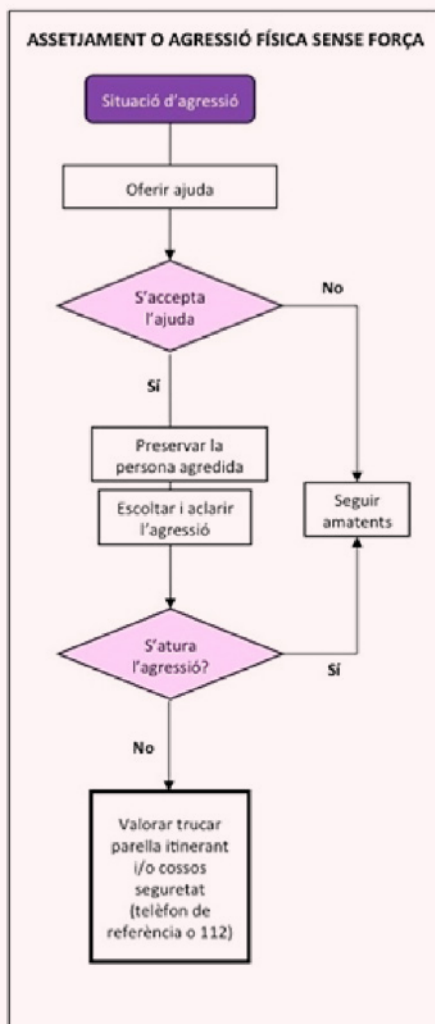 ASSETJAMENT O AGRESSIÓ FÍSICA SENSE FORÇA
Situació d'agressió
Oferir ajuda
S'accepta
l'ajuda
No
Sí
Preservar la
persona agredida
Escoltar i aclarir
l'agressió
Seguir
amatents
S'atura
l'agressió?
Sí
No
Valorar trucar
parella itinerant
i/o cossos
seguretat
(telèfon de
referència o 112)